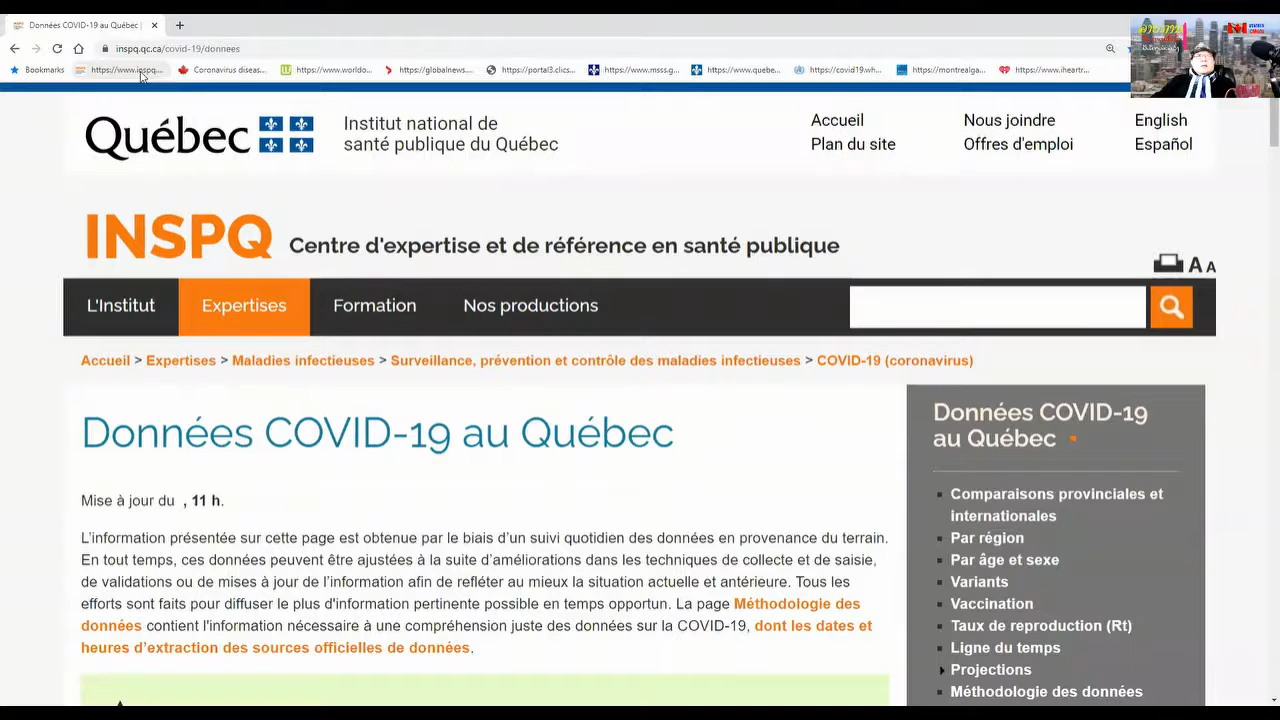 Données COVID-19 au Québec |
inspq.qc.ca/covid-19/donnees
Bookmarks
https://www.inspq....
Coronavirus diseas...
https://www.worldo...
https://globalnews....
https://portal3.clics...
https://www.msss.g...
https://www.quebe...
https://covid19.wh...
https://montrealga...
https://www.iheartr...
Québec
Institut national de
santé publique du Québec
Accueil
Plan du site
Nous joindre
Offres d'emploi
English
Español
INSPQ Centre d'expertise et de référence en santé publique
A A
L'Institut Expertises Formation Nos productions
Accueil > Expertises > Maladies infectieuses > Surveillance, prévention et contrôle des maladies infectieuses > COVID-19 (coronavirus)
Données COVID-19 au Québec
Mise à jour du , 11 h.
L'information présentée sur cette page est obtenue par le biais d'un suivi quotidien des données en provenance du terrain.
En tout temps, ces données peuvent être ajustées à la suite d'améliorations dans les techniques de collecte et de saisie,
de validations ou de mises à jour de l'information afin de refléter au mieux la situation actuelle et antérieure. Tous les
efforts sont faits pour diffuser le plus d'information pertinente possible en temps opportun. La page Méthodologie des
données contient l'information nécessaire à une compréhension juste des données sur la COVID-19, dont les dates et
heures d'extraction des sources officielles de données.
Données COVID-19
au Québec
Comparaisons provinciales et
internationales
Par région
Par âge et sexe
Variants
Vaccination
Taux de reproduction (Rt)
Ligne du temps
Projections
Méthodologie des données